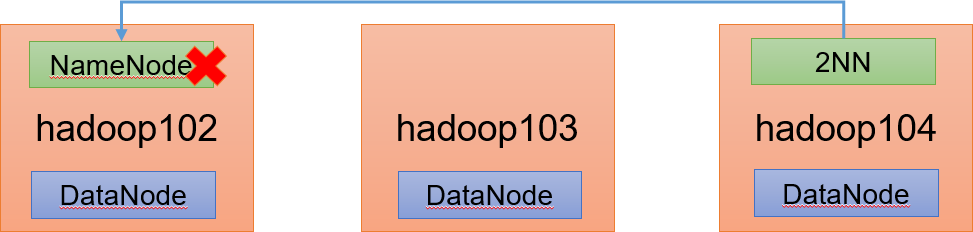 NameNode
2NN
hadoop102
hadoop103
hadoop104
DataNode
DataNode
DataNode